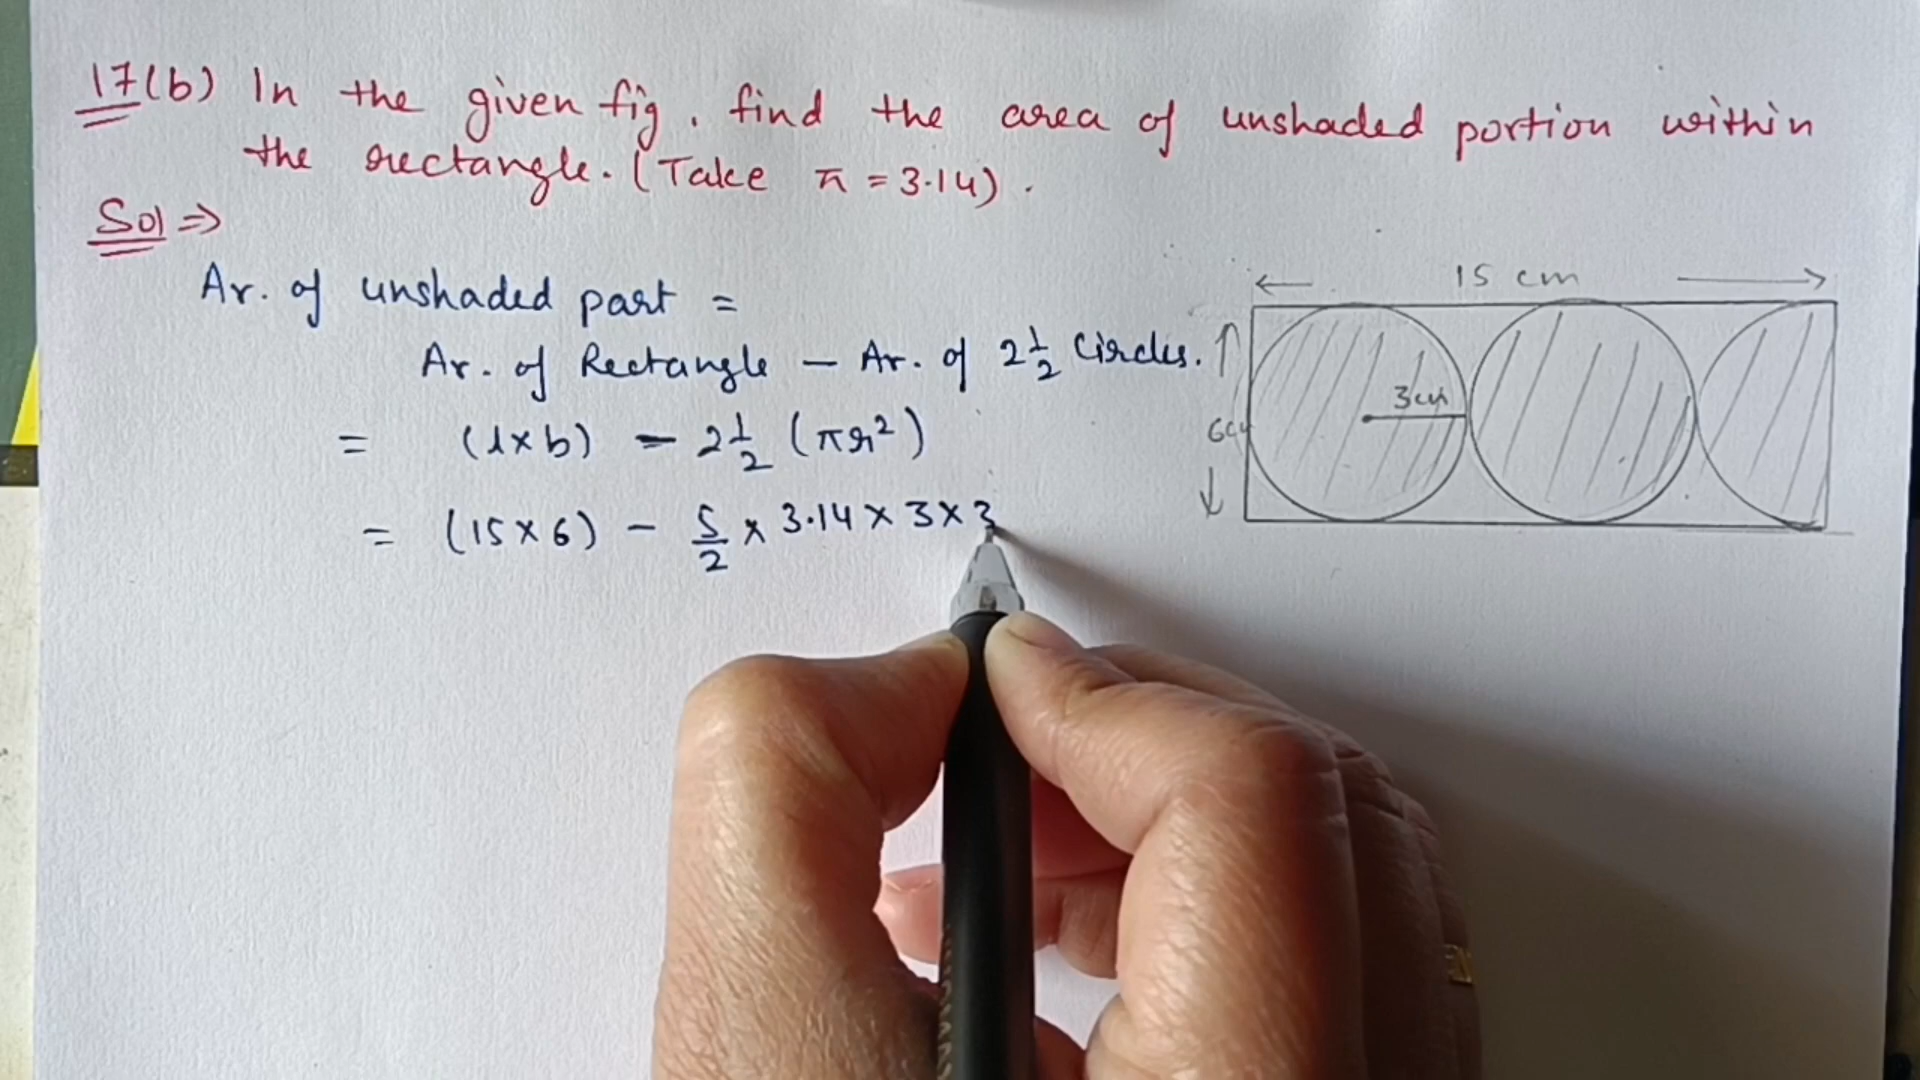 17(b) In the given fig. find the area of unshaded portion within
the rectangle. (Take π = 3.14).
Sol ⇒
Ar. of unshaded part =
Ar. of Rectangle – Ar. of 2½ Circles.
= (l×b) – 2½ (πr²)
= (15×6) – 5/2 × 3.14 × 3 × 3
15 cm
3cm